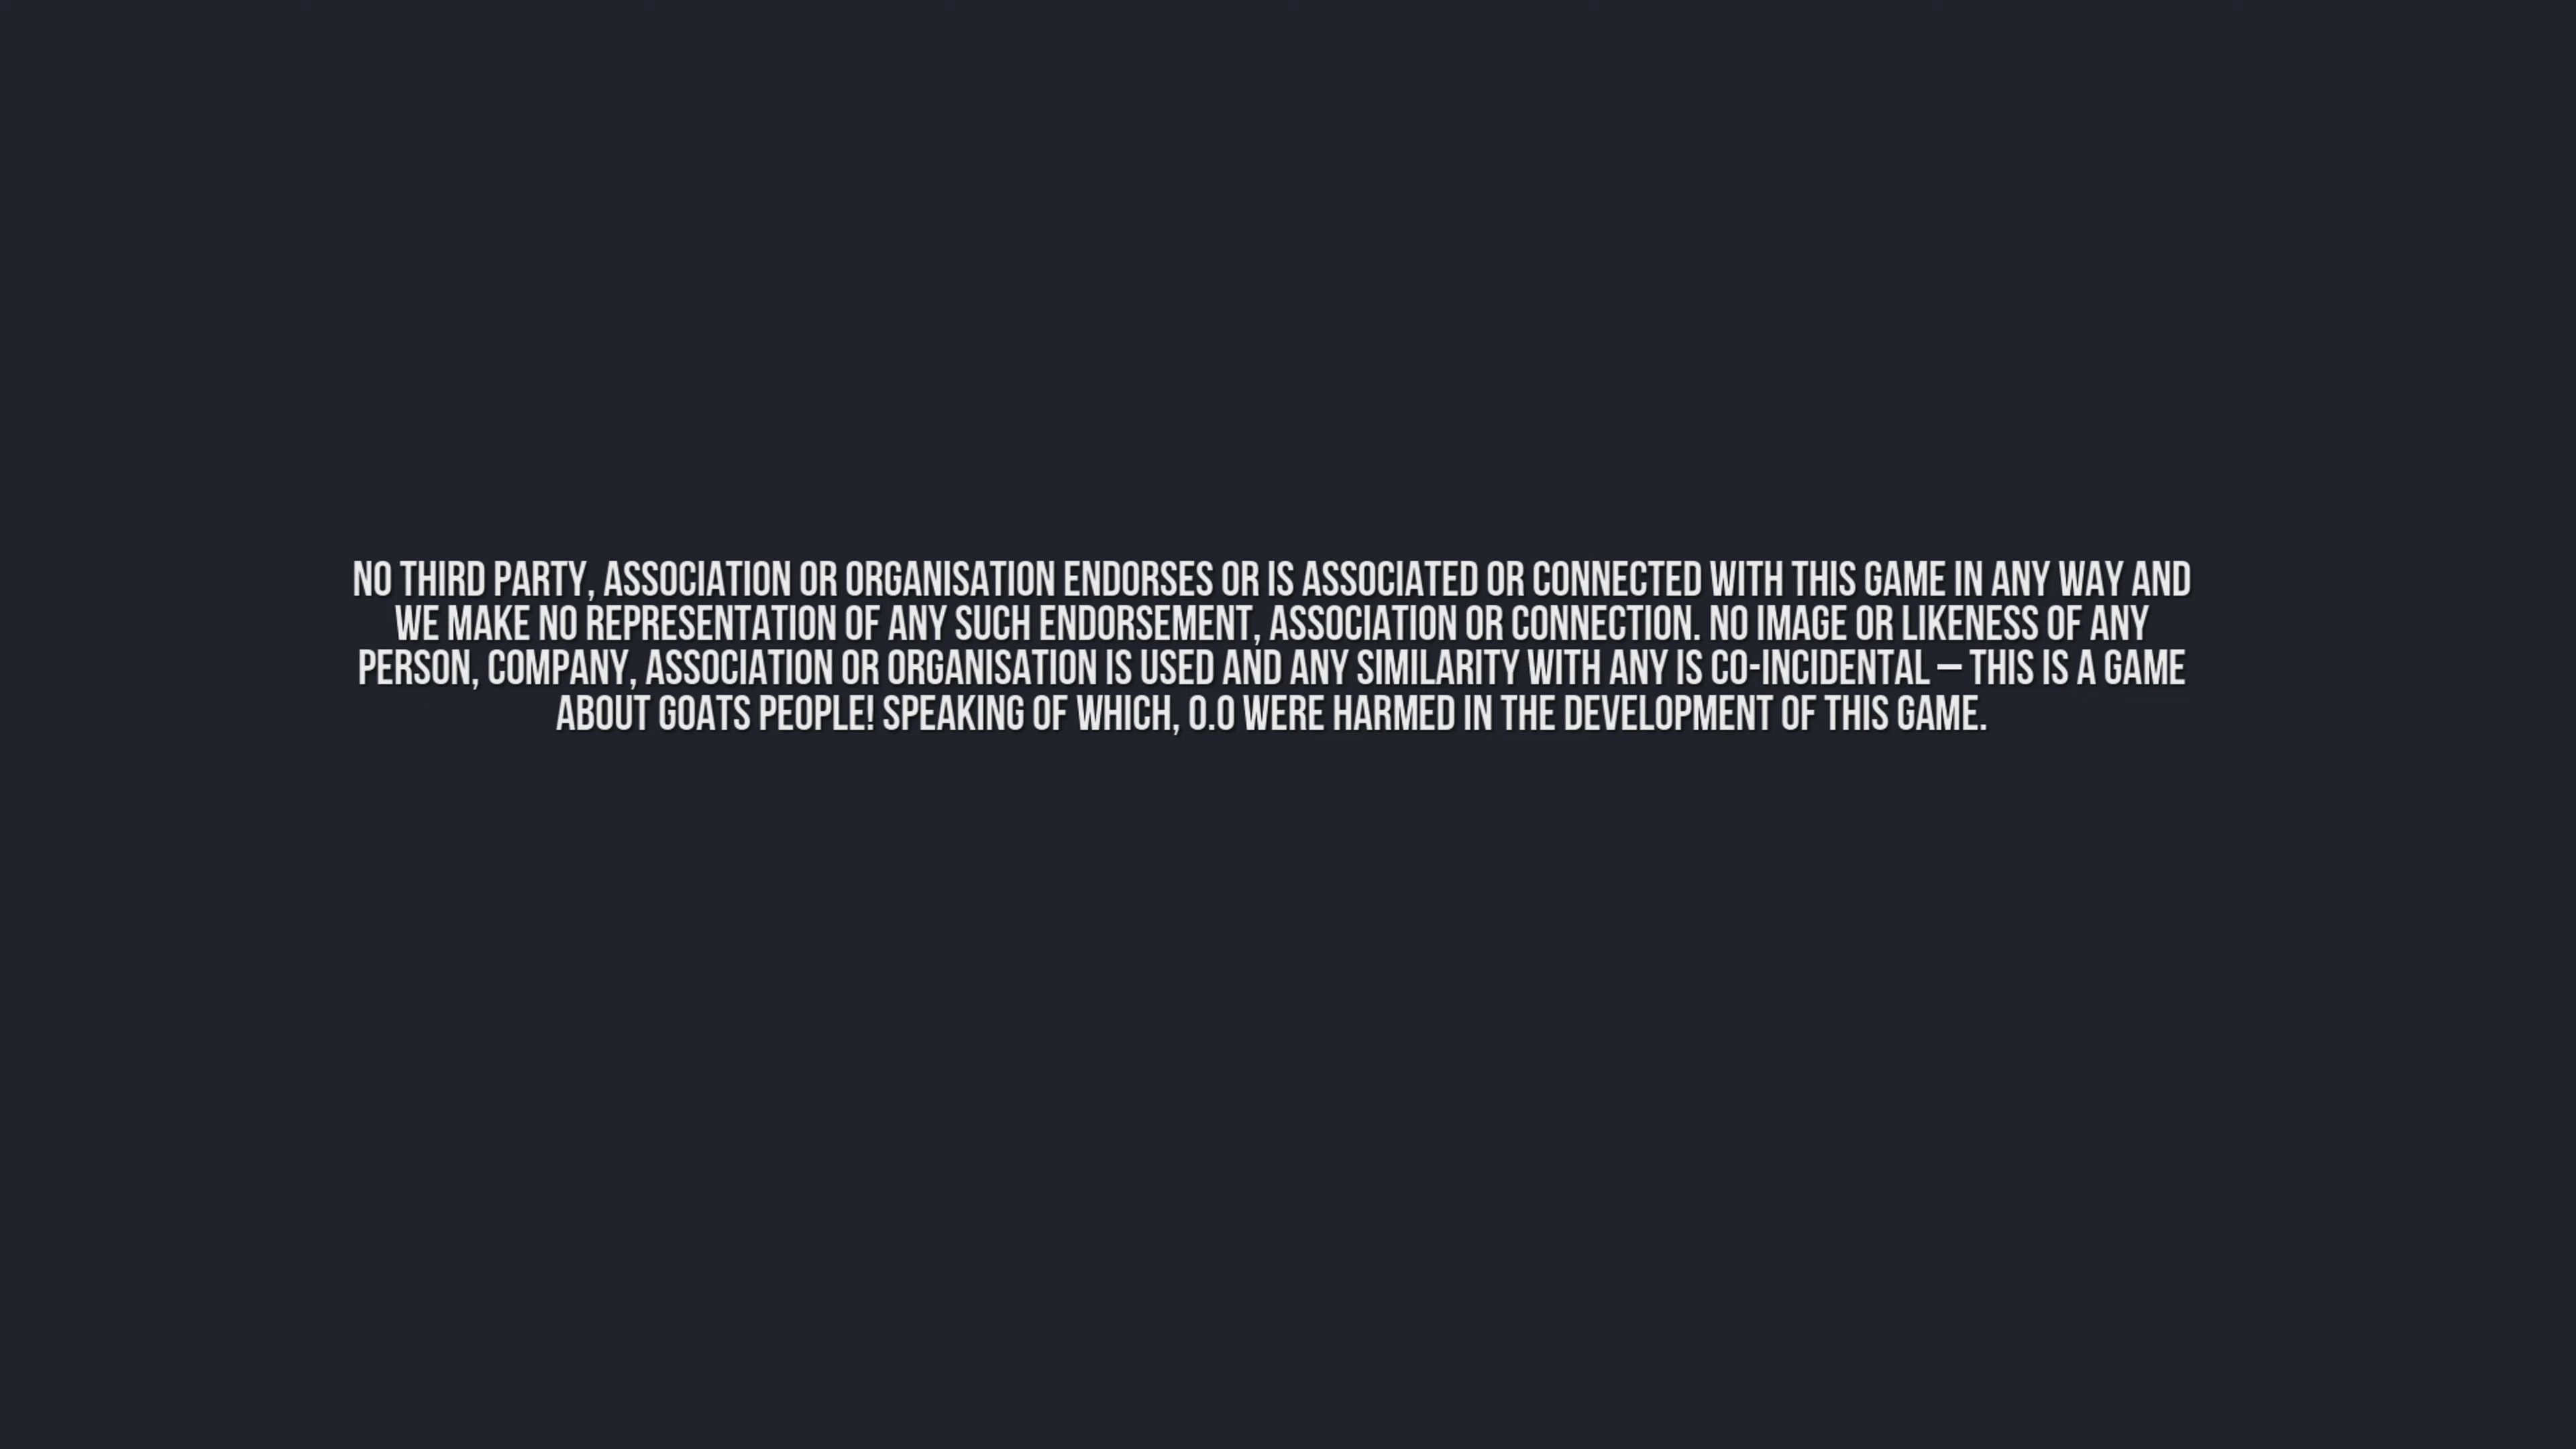 NO THIRD PARTY, ASSOCIATION OR ORGANISATION ENDORSES OR IS ASSOCIATED OR CONNECTED WITH THIS GAME IN ANY WAY AND
WE MAKE NO REPRESENTATION OF ANY SUCH ENDORSEMENT, ASSOCIATION OR CONNECTION. NO IMAGE OR LIKENESS OF ANY
PERSON, COMPANY, ASSOCIATION OR ORGANISATION IS USED AND ANY SIMILARITY WITH ANY IS CO-INCIDENTAL – THIS IS A GAME
ABOUT GOATS PEOPLE! SPEAKING OF WHICH, 0.0 WERE HARMED IN THE DEVELOPMENT OF THIS GAME.